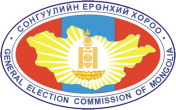 СОНГУУЛИЙН ЕРӨНХИЙ ХОРОО
GENERAL ELECTION COMMISSION OF MONGOLIA